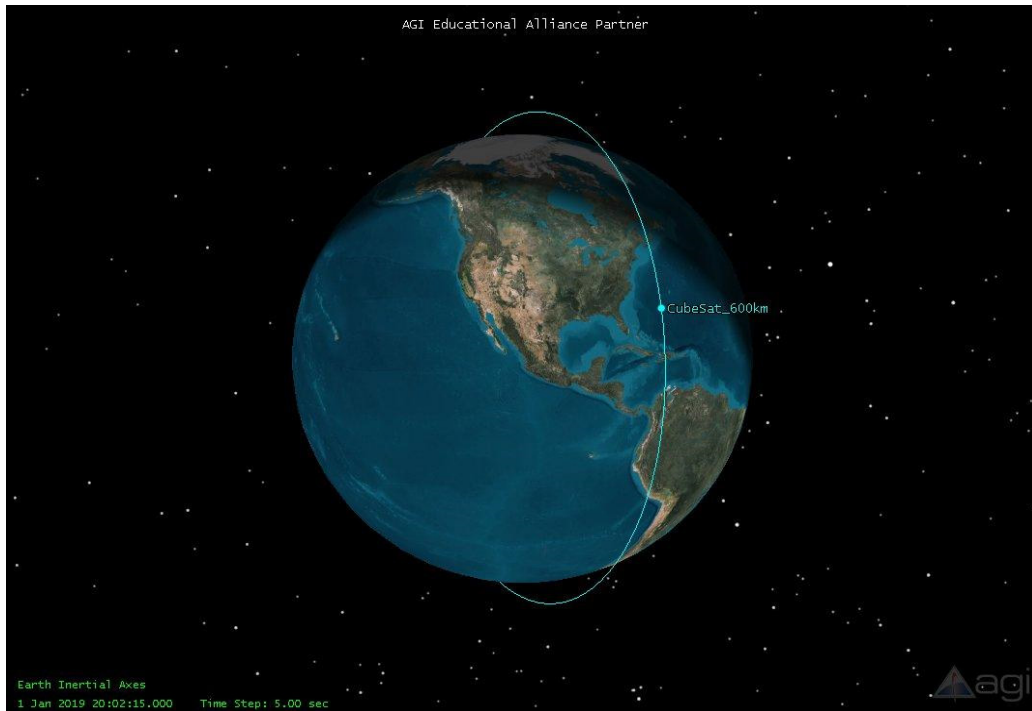 AGI Educational Alliance Partner
CubeSat_600km
Earth Inertial Axes
1 Jan 2019 20:02:15.000 Time Step: 5.00 sec
agi